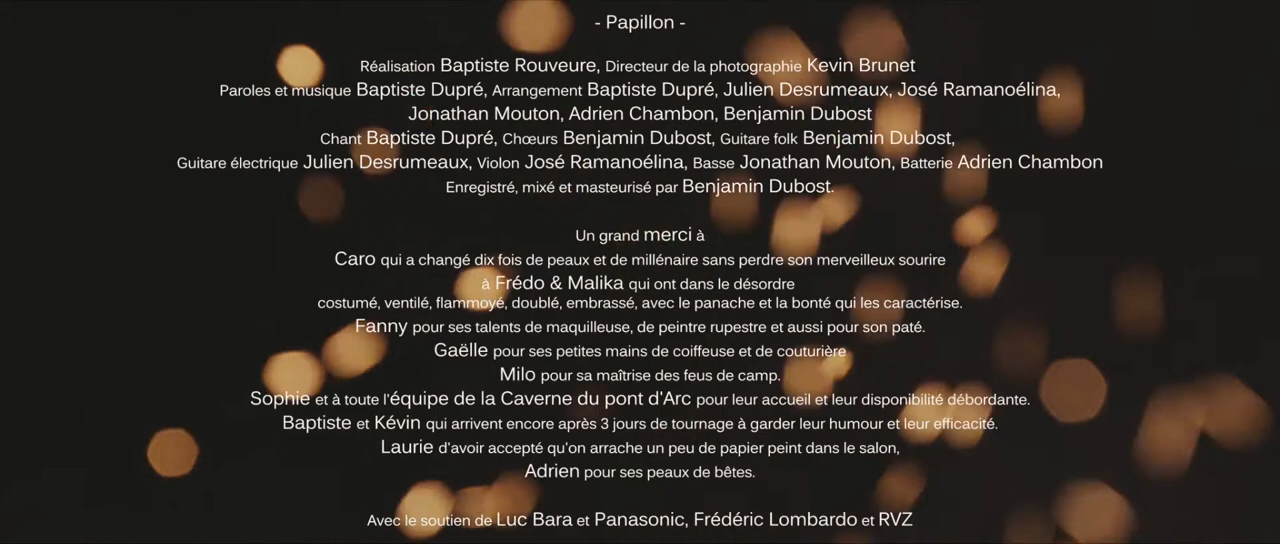 - Papillon -
Réalisation Baptiste Rouveure, Directeur de la photographie Kevin Brunet
Paroles et musique Baptiste Dupré, Arrangement Baptiste Dupré, Julien Desrumeaux, José Ramanoélina,
Jonathan Mouton, Adrien Chambon, Benjamin Dubost
Chant Baptiste Dupré, Chœurs Benjamin Dubost, Guitare folk Benjamin Dubost,
Guitare électrique Julien Desrumeaux, Violon José Ramanoélina, Basse Jonathan Mouton, Batterie Adrien Chambon
Enregistré, mixé et masteurisé par Benjamin Dubost.
Un grand merci à
Caro qui a changé dix fois de peaux et de millénaire sans perdre son merveilleux sourire
à Frédo & Malika qui ont dans le désordre
costumé, ventilé, flammoyé, doublé, embrassé, avec le panache et la bonté qui les caractérise.
Fanny pour ses talents de maquilleuse, de peintre rupestre et aussi pour son paté.
Gaëlle pour ses petites mains de coiffeuse et de couturière
Milo pour sa maîtrise des feus de camp.
Sophie et à toute l'équipe de la Caverne du pont d'Arc pour leur accueil et leur disponibilité débordante.
Baptiste et Kévin qui arrivent encore après 3 jours de tournage à garder leur humour et leur efficacité.
Laurie d'avoir accepté qu'on arrache un peu de papier peint dans le salon,
Adrien pour ses peaux de bêtes.
Avec le soutien de Luc Bara et Panasonic, Frédéric Lombardo et RVZ